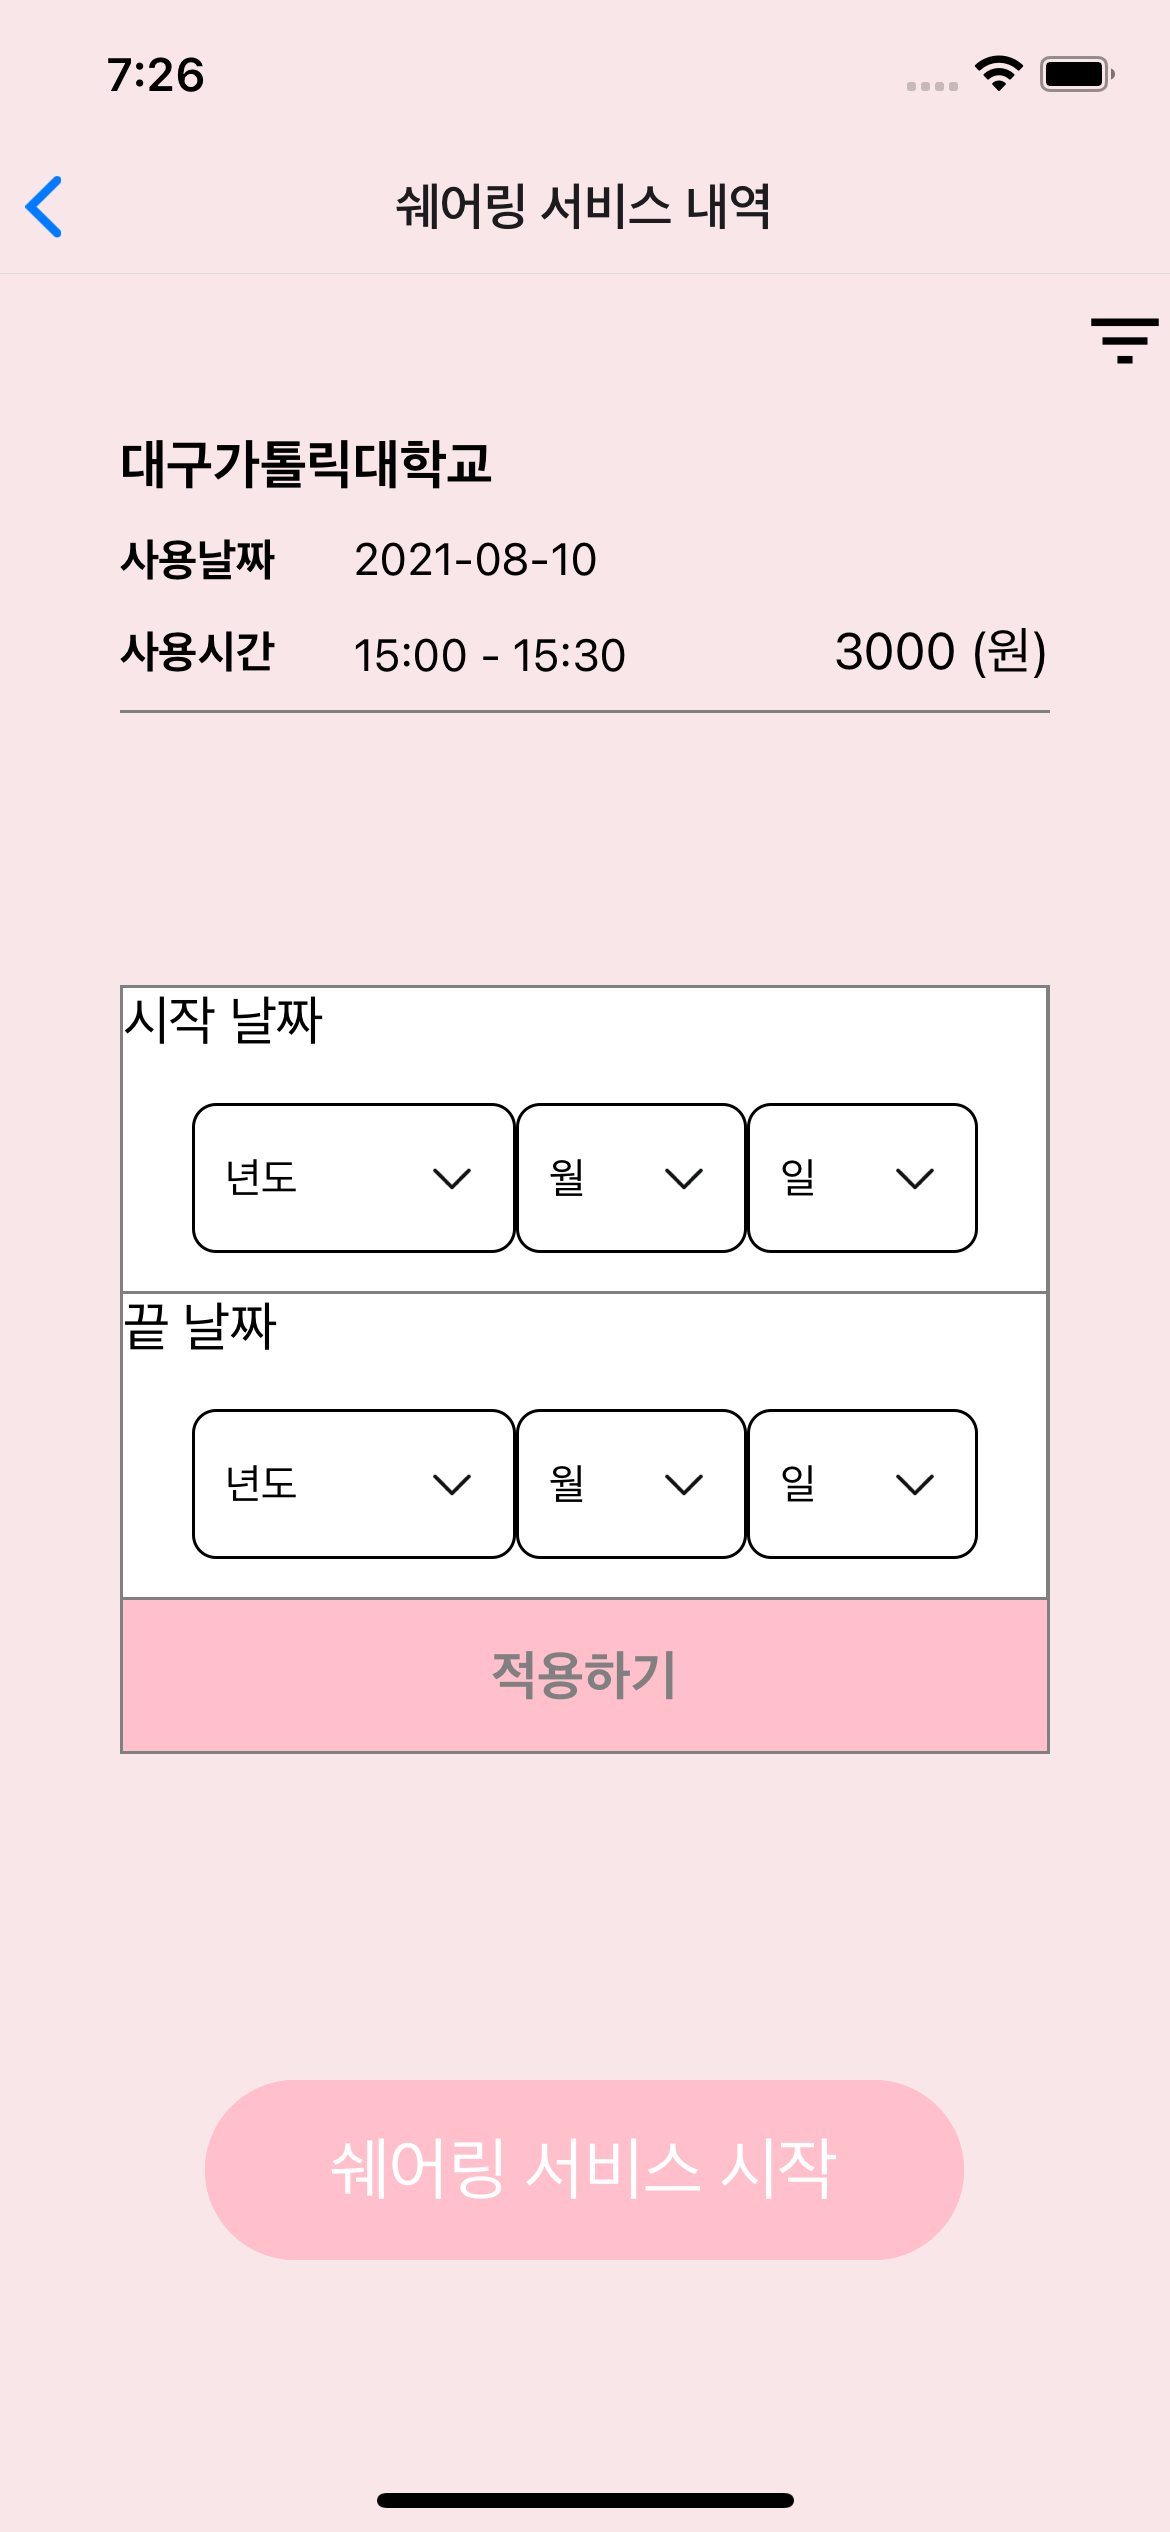 7:26
쉐어링 서비스 내역
대구가톨릭대학교
사용날짜 2021-08-10
사용시간 15:00 - 15:30 3000 (원)
시작 날짜
년도 월 일
끝 날짜
년도 월 일
적용하기
쉐어링 서비스 시작